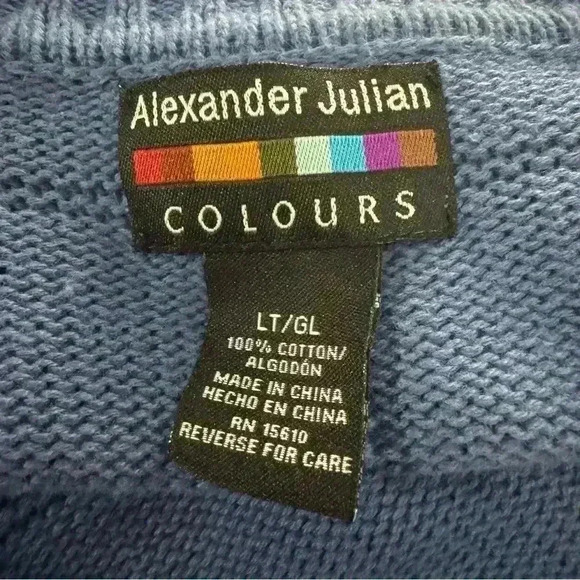 Alexander Julian
COLOURS
LT/GL
100% COTTON/
ALGODÓN
MADE IN CHINA
HECHO EN CHINA
RN 15610
REVERSE FOR CARE